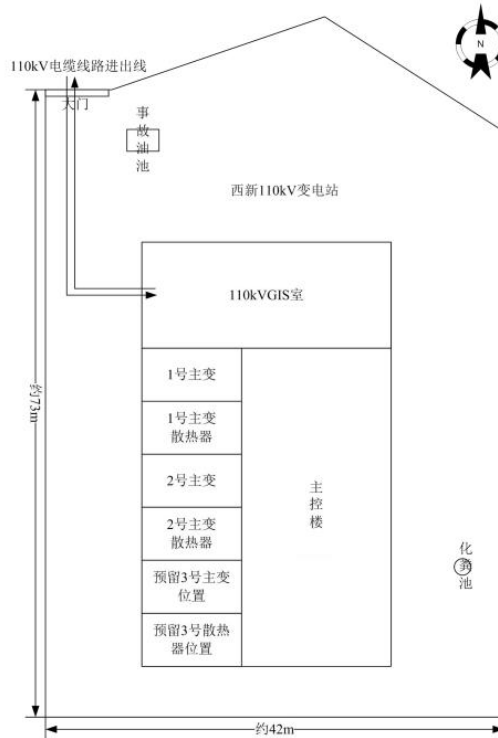 N
110kV电缆线路进出线
大门
事故油池
西新110kV变电站
110kVGIS室
1号主变
1号主变
散热器
2号主变
2号主变
散热器
预留3号主变
位置
预留3号散热
器位置
主控楼
化粪池
约73m
约42m